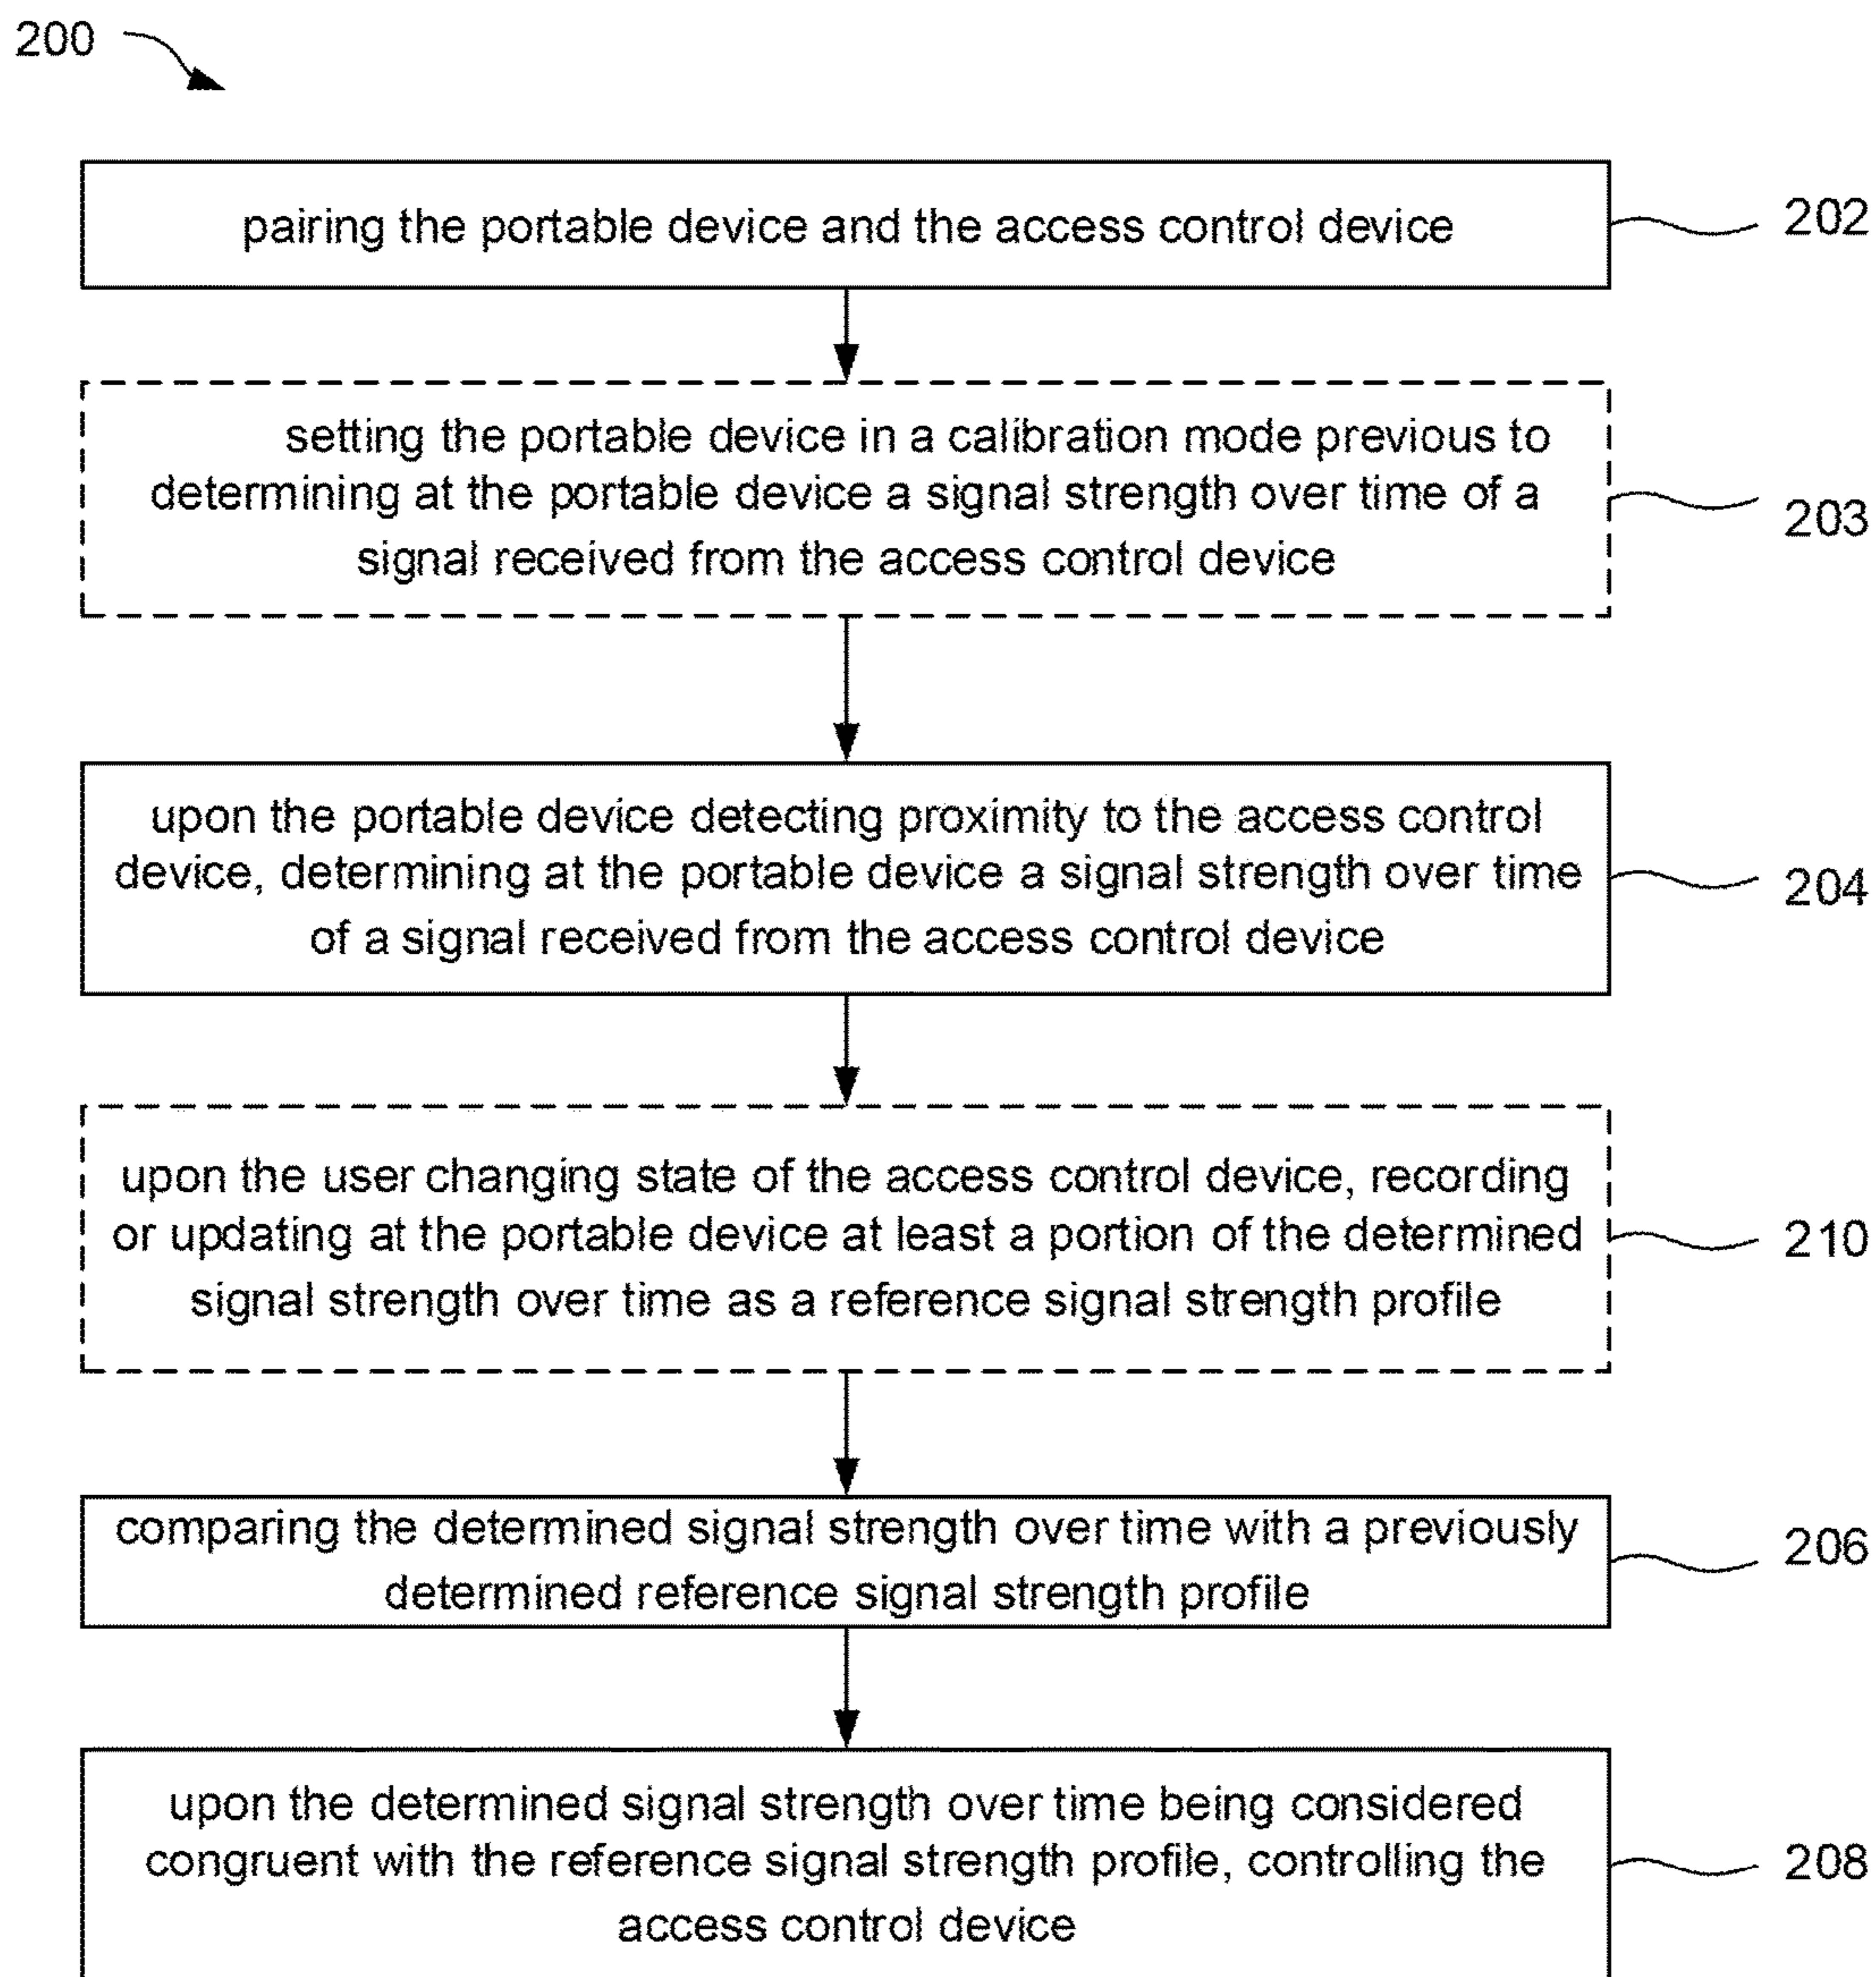 200
pairing the portable device and the access control device
202
setting the portable device in a calibration mode previous to
determining at the portable device a signal strength over time of a
signal received from the access control device
203
upon the portable device detecting proximity to the access control
device, determining at the portable device a signal strength over time
of a signal received from the access control device
204
upon the user changing state of the access control device, recording
or updating at the portable device at least a portion of the determined
signal strength over time as a reference signal strength profile
210
comparing the determined signal strength over time with a previously
determined reference signal strength profile
206
upon the determined signal strength over time being considered
congruent with the reference signal strength profile, controlling the
access control device
208